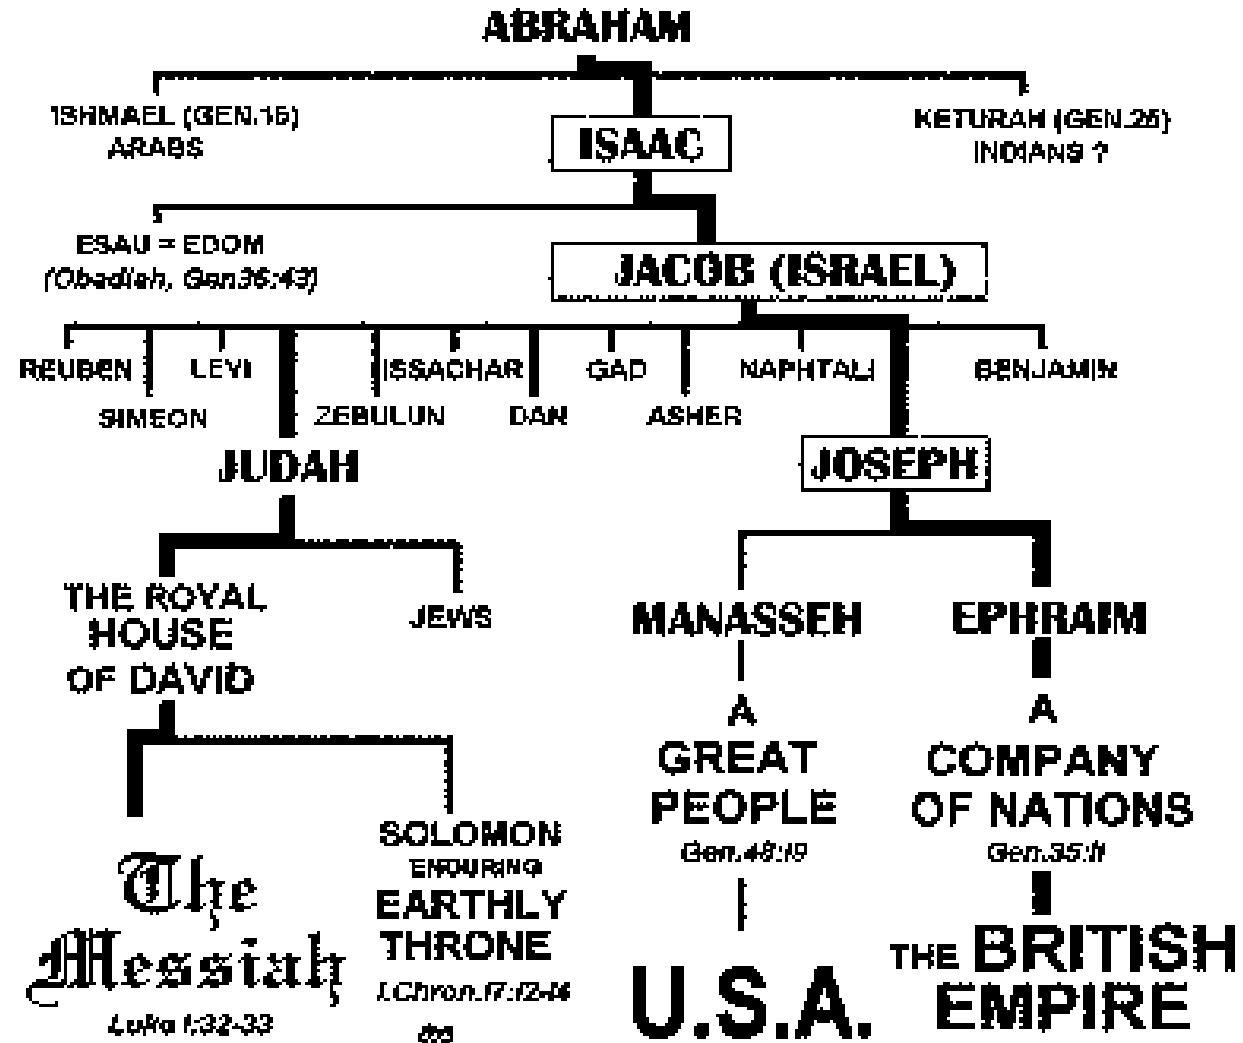 ABRAHAM
ISHMAEL (GEN.16)
ARABS
ISAAC
KETURAH (GEN.25)
INDIANS ?
ESAU = EDOM
(Obadiah, Gen36:43)
JACOB (ISRAEL)
REUBEN
LEVI
ISSACHAR
GAD
NAPHTALI
BENJAMIN
SIMEON
ZEBULUN
DAN
ASHER
JUDAH
JOSEPH
THE ROYAL
HOUSE
OF DAVID
JEWS
MANASSEH
EPHRAIM
A
GREAT
PEOPLE
Gen.48:19
A
COMPANY
OF NATIONS
Gen.35:11
The
Messiah
Luke 1:32-33
SOLOMON
ENDURING
EARTHLY
THRONE
I.Chron.17:12-14
U.S.A.
THE BRITISH
EMPIRE